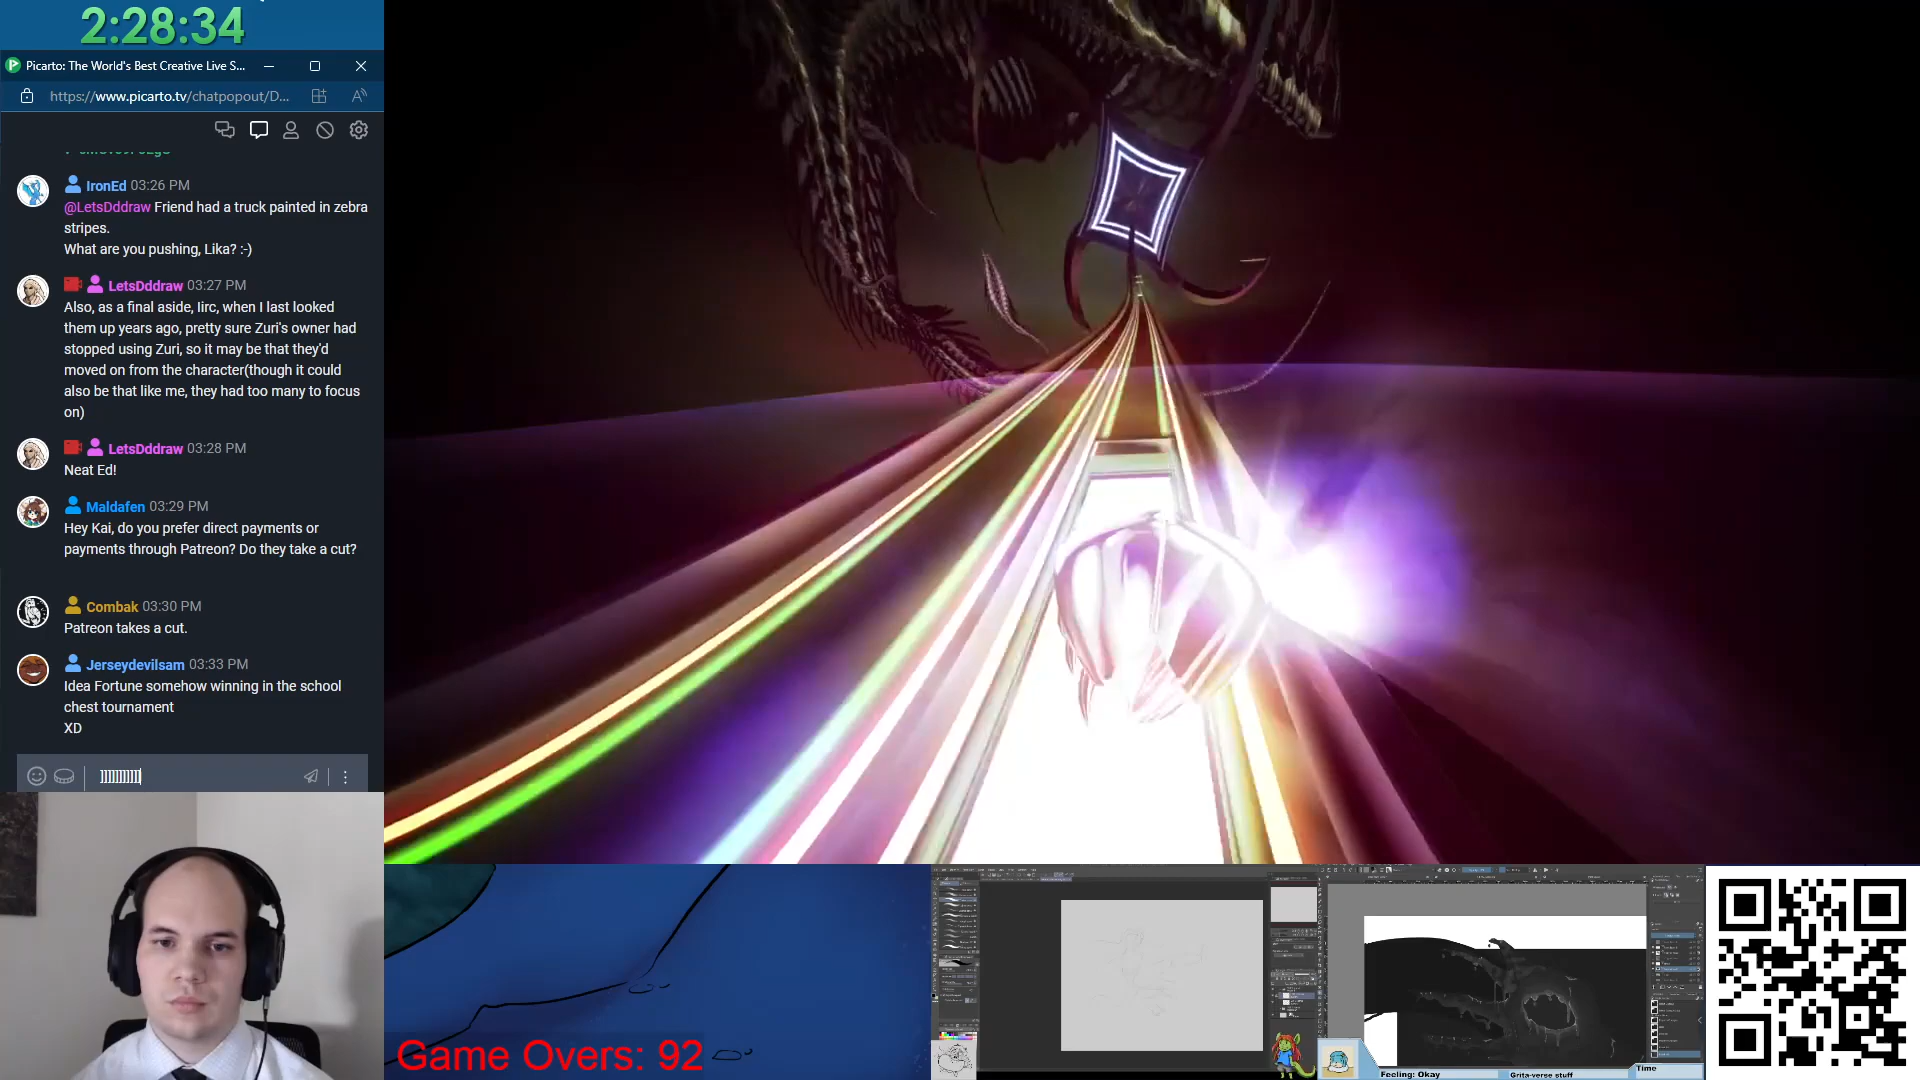 2:28:34
Picarto: The World's Best Creative Live S...
https://www.picarto.tv/chatpopout/D...
IronEd 03:26 PM
@LetsDddraw Friend had a truck painted in zebra
stripes.
What are you pushing, Lika? :-)
LetsDddraw 03:27 PM
Also, as a final aside, Iirc, when I last looked
them up years ago, pretty sure Zuri's owner had
stopped using Zuri, so it may be that they'd
moved on from the character(though it could
also be that like me, they had too many to focus
on)
LetsDddraw 03:28 PM
Neat Ed!
Maldafen 03:29 PM
Hey Kai, do you prefer direct payments or
payments through Patreon? Do they take a cut?
Combak 03:30 PM
Patreon takes a cut.
Jerseydevilsam 03:33 PM
Idea Fortune somehow winning in the school
chest tournament
XD
Game Overs: 92
Feeling: Okay
Grita-verse stuff
Time